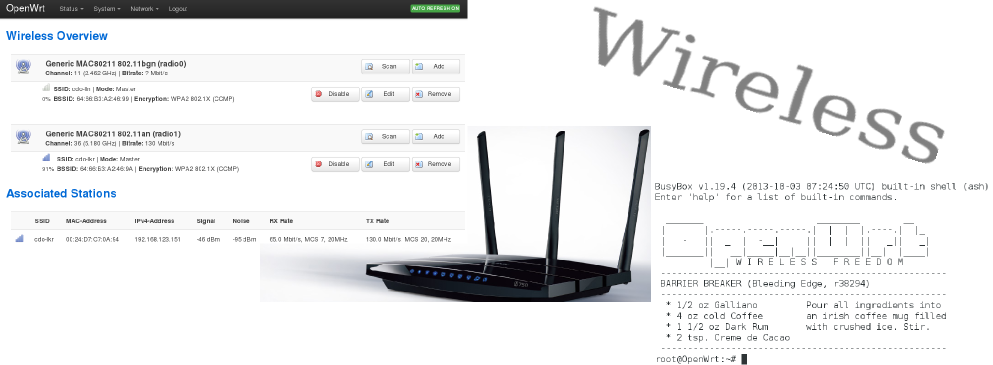 OpenWrt Status System Network Logout AUTO REFRESH ON
Wireless Overview
Generic MAC80211 802.11bgn (radio0)
Channel: 11 (2.462 GHz) | Bitrate: ? Mbit/s
Scan Add
SSID: cdo-lin | Mode: Master
0% BSSID: 64:66:B3:A2:46:99 | Encryption: WPA2 802.1X (CCMP)
Disable Edit Remove
Generic MAC80211 802.11an (radio1)
Channel: 36 (5.180 GHz) | Bitrate: 130 Mbit/s
Scan Add
SSID: cdo-lkr | Mode: Master
91% BSSID: 64:66:B3:A2:46:9A | Encryption: WPA2 802.1X (CCMP)
Disable Edit Remove
Associated Stations
SSID MAC-Address IPv4-Address Signal Noise RX Rate TX Rate
cdo-lkr 00:24:D7:C7:0A:94 192.168.123.151 -46 dBm -95 dBm 65.0 Mbit/s, MCS 7, 20MHz 130.0 Mbit/s, MCS 20, 20MHz
Wireless
BusyBox v1.19.4 (2013-10-03 07:24:50 UTC) built-in shell (ash)
Enter 'help' for a list of built-in commands.
OpenWrt
W I R E L E S S F R E E D O M
BARRIER BREAKER (Bleeding Edge, r38294)
* 1/2 oz Galliano Pour all ingredients into
* 4 oz cold Coffee an irish coffee mug filled
* 1 1/2 oz Dark Rum with crushed ice. Stir.
* 2 tsp. Creme de Cacao
root@OpenWrt:~#